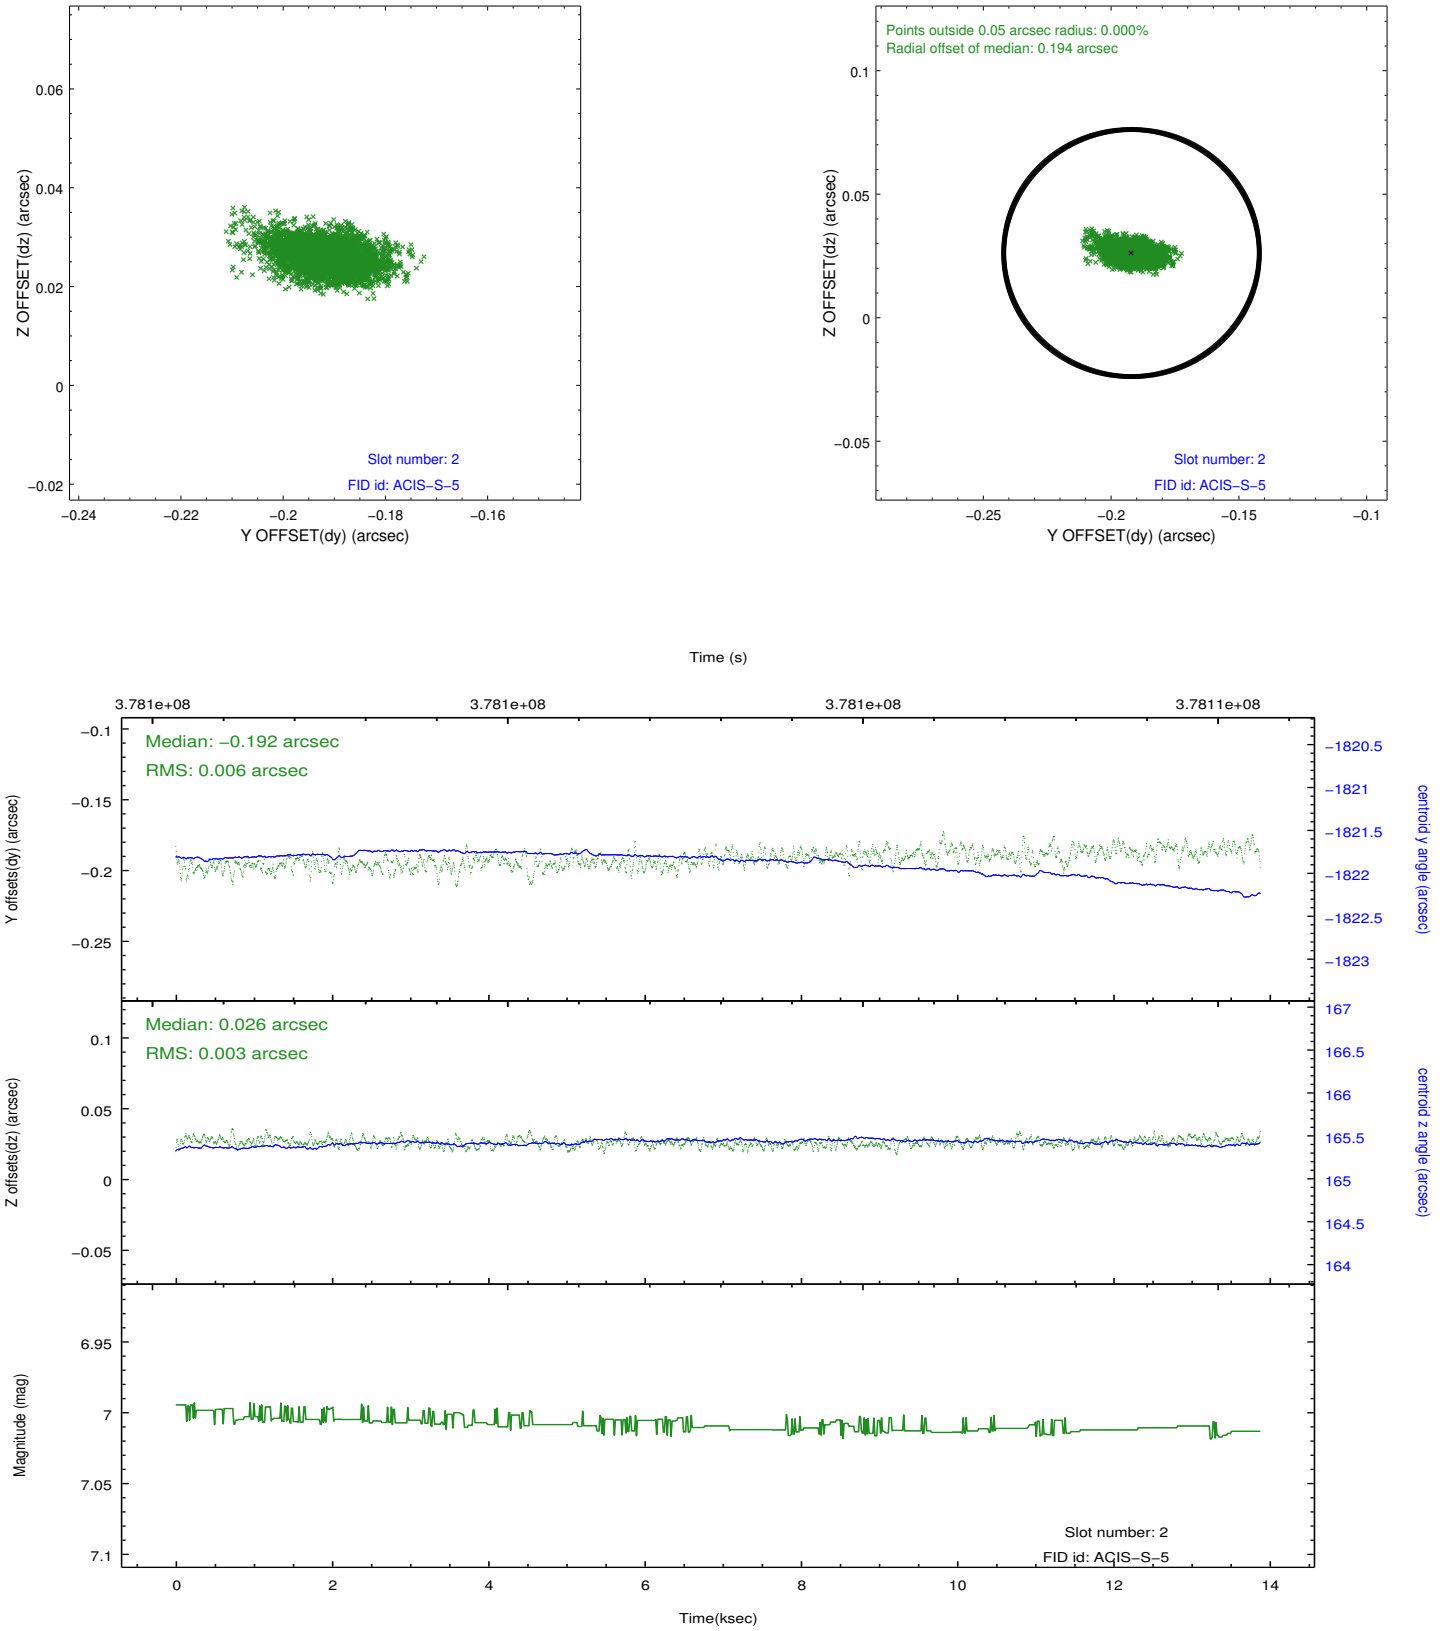 0.06
0.04
0.02
0
−0.02
Z OFFSET(dz) (arcsec)
Slot number: 2
FID id: ACIS−S−5
−0.24 −0.22 −0.2 −0.18 −0.16
Y OFFSET(dy) (arcsec)
Points outside 0.05 arcsec radius: 0.000%
Radial offset of median: 0.194 arcsec
0.1
0.05
0
−0.05
Z OFFSET(dz) (arcsec)
Slot number: 2
FID id: ACIS−S−5
−0.25 −0.2 −0.15 −0.1
Y OFFSET(dy) (arcsec)
Time (s)
3.781e+08 3.781e+08 3.781e+08 3.7811e+08
Median: −0.192 arcsec
RMS: 0.006 arcsec
−0.1
−0.15
−0.2
−0.25
Y offsets(dy) (arcsec)
−1820.5
−1821
−1821.5
−1822
−1822.5
−1823
centroid y angle (arcsec)
Median: 0.026 arcsec
RMS: 0.003 arcsec
0.1
0.05
0
−0.05
Z offsets(dz) (arcsec)
167
166.5
166
165.5
165
164.5
164
centroid z angle (arcsec)
6.95
7
7.05
7.1
Magnitude (mag)
Slot number: 2
FID id: ACIS−S−5
0 2 4 6 8 10 12 14
Time(ksec)